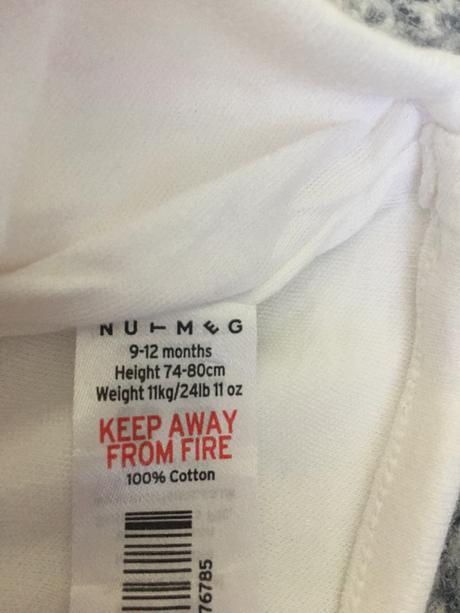 NUTMEG
9-12 months
Height 74-80cm
Weight 11kg/24lb 11 oz
KEEP AWAY
FROM FIRE
100% Cotton
76785